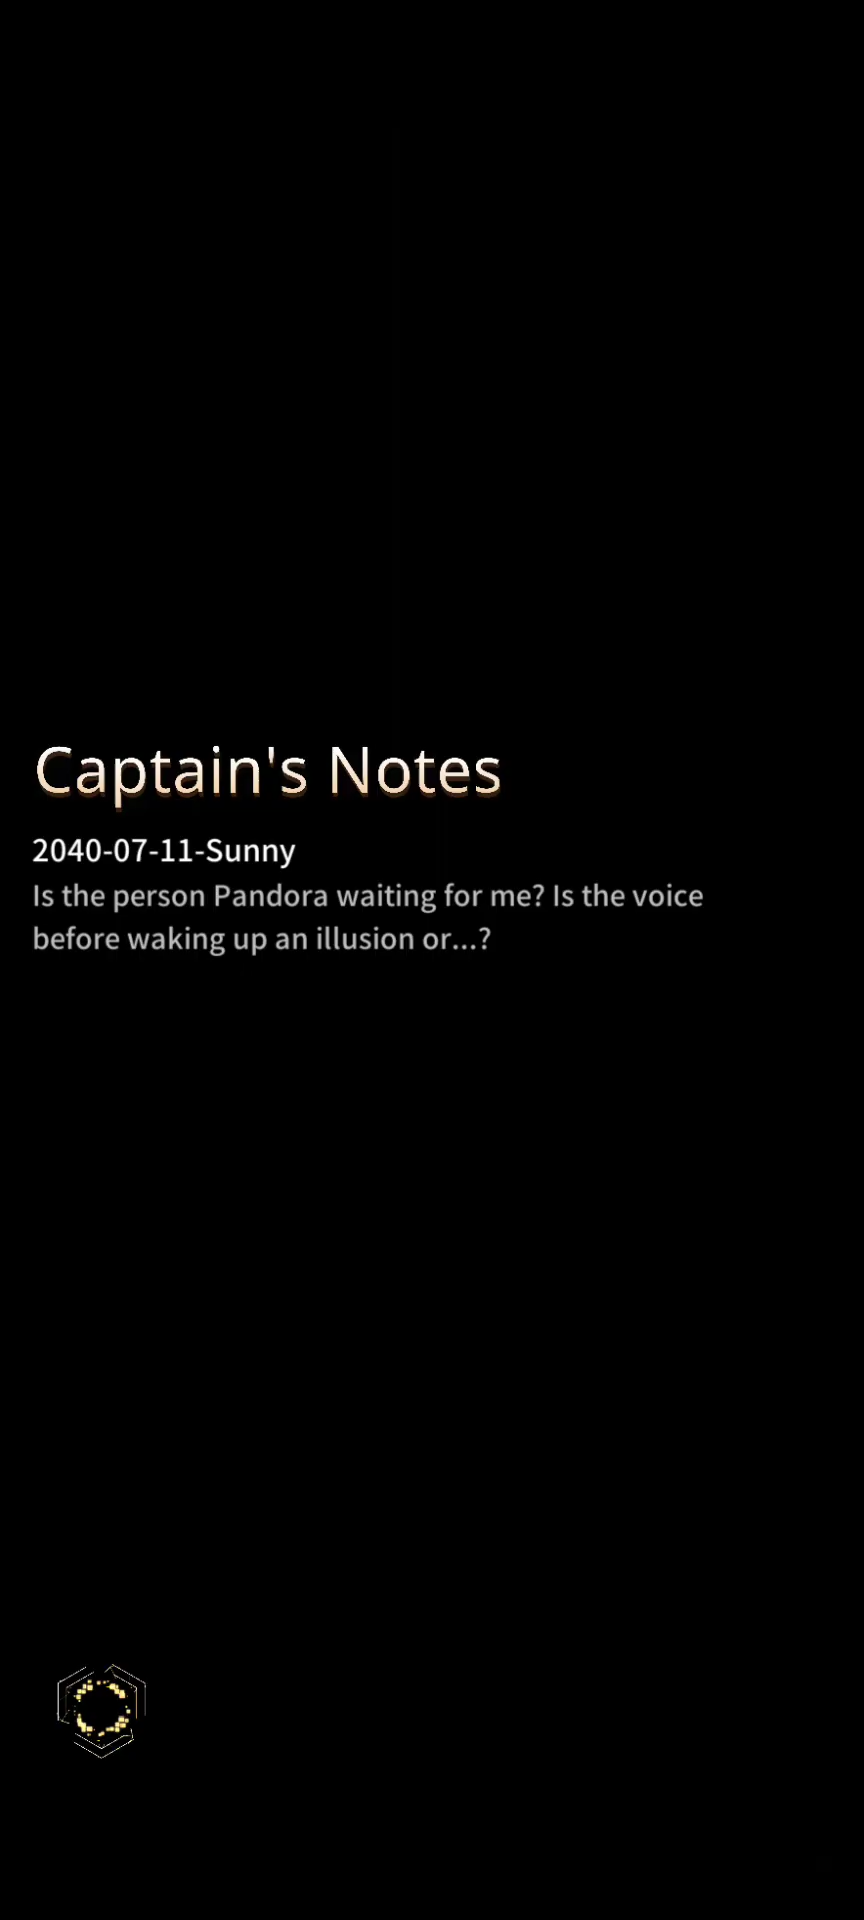 Captain's Notes
2040-07-11-Sunny
Is the person Pandora waiting for me? Is the voice
before waking up an illusion or...?